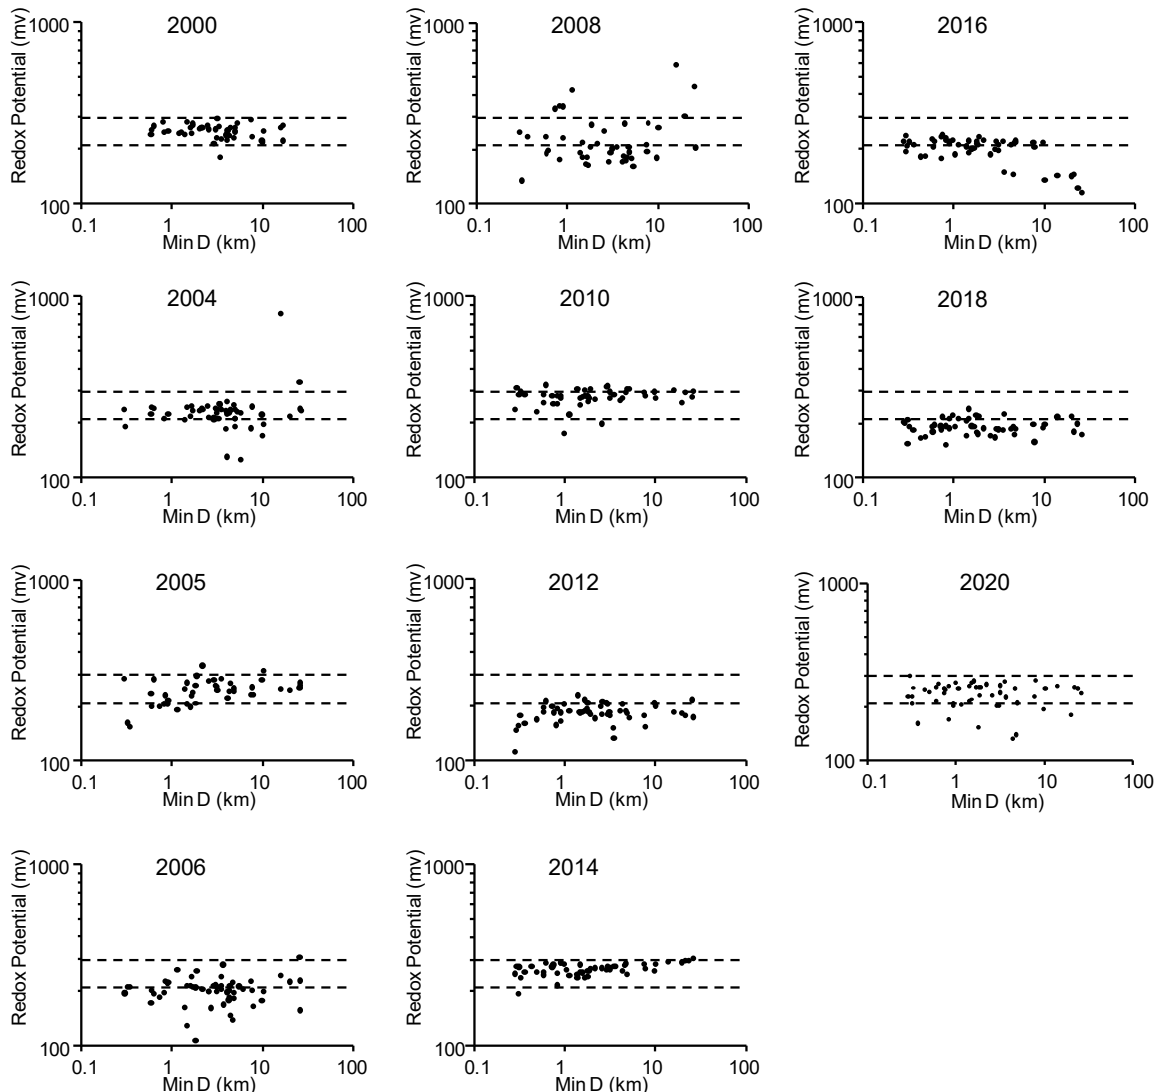 2000
Redox Potential (mv)
1000
100
0.1 1 10 100
Min D (km)
2008
Redox Potential (mv)
1000
100
0.1 1 10 100
Min D (km)
2016
Redox Potential (mv)
1000
100
0.1 1 10 100
Min D (km)
2004
Redox Potential (mv)
1000
100
0.1 1 10 100
Min D (km)
2010
Redox Potential (mv)
1000
100
0.1 1 10 100
Min D (km)
2018
Redox Potential (mv)
1000
100
0.1 1 10 100
Min D (km)
2005
Redox Potential (mv)
1000
100
0.1 1 10 100
Min D (km)
2012
Redox Potential (mv)
1000
100
0.1 1 10 100
Min D (km)
2020
Redox Potential (mv)
1000
100
0.1 1 10 100
Min D (km)
2006
Redox Potential (mv)
1000
100
0.1 1 10 100
Min D (km)
2014
Redox Potential (mv)
1000
100
0.1 1 10 100
Min D (km)